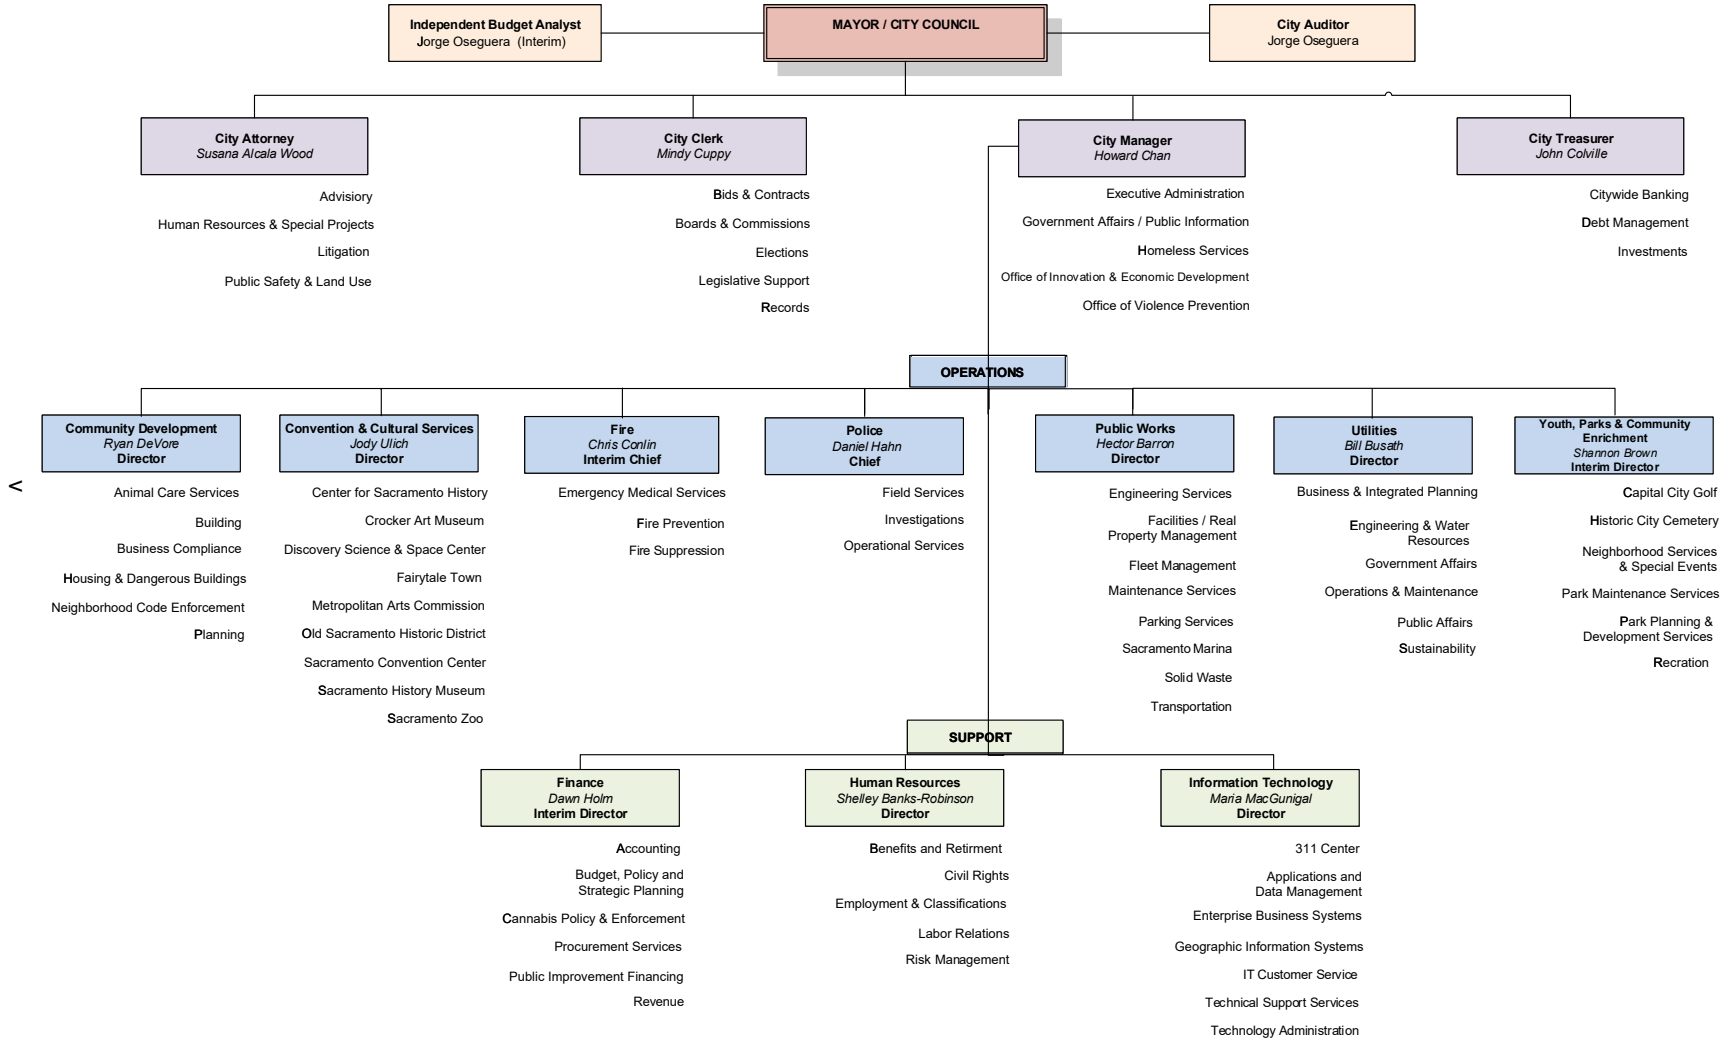 Independent Budget Analyst
Jorge Oseguera (Interim)
MAYOR / CITY COUNCIL
City Auditor
Jorge Oseguera
City Attorney
Susana Alcala Wood
Advisiory
Human Resources & Special Projects
Litigation
Public Safety & Land Use
City Clerk
Mindy Cuppy
Bids & Contracts
Boards & Commissions
Elections
Legislative Support
Records
City Manager
Howard Chan
Executive Administration
Government Affairs / Public Information
Homeless Services
Office of Innovation & Economic Development
Office of Violence Prevention
City Treasurer
John Colville
Citywide Banking
Debt Management
Investments
OPERATIONS
Community Development
Ryan DeVore
Director
<
Animal Care Services
Building
Business Compliance
Housing & Dangerous Buildings
Neighborhood Code Enforcement
Planning
Convention & Cultural Services
Jody Ulich
Director
Center for Sacramento History
Crocker Art Museum
Discovery Science & Space Center
Fairytale Town
Metropolitan Arts Commission
Old Sacramento Historic District
Sacramento Convention Center
Sacramento History Museum
Sacramento Zoo
Fire
Chris Conlin
Interim Chief
Emergency Medical Services
Fire Prevention
Fire Suppression
Police
Daniel Hahn
Chief
Field Services
Investigations
Operational Services
Public Works
Hector Barron
Director
Engineering Services
Facilities / Real
Property Management
Fleet Management
Maintenance Services
Parking Services
Sacramento Marina
Solid Waste
Transportation
Utilities
Bill Busath
Director
Business & Integrated Planning
Engineering & Water
Resources
Government Affairs
Operations & Maintenance
Public Affairs
Sustainability
Youth, Parks & Community
Enrichment
Shannon Brown
Interim Director
Capital City Golf
Historic City Cemetery
Neighborhood Services
& Special Events
Park Maintenance Services
Park Planning &
Development Services
Recration
SUPPORT
Finance
Dawn Holm
Interim Director
Accounting
Budget, Policy and
Strategic Planning
Cannabis Policy & Enforcement
Procurement Services
Public Improvement Financing
Revenue
Human Resources
Shelley Banks-Robinson
Director
Benefits and Retirment
Civil Rights
Employment & Classifications
Labor Relations
Risk Management
Information Technology
Maria MacGunigal
Director
311 Center
Applications and
Data Management
Enterprise Business Systems
Geographic Information Systems
IT Customer Service
Technical Support Services
Technology Administration